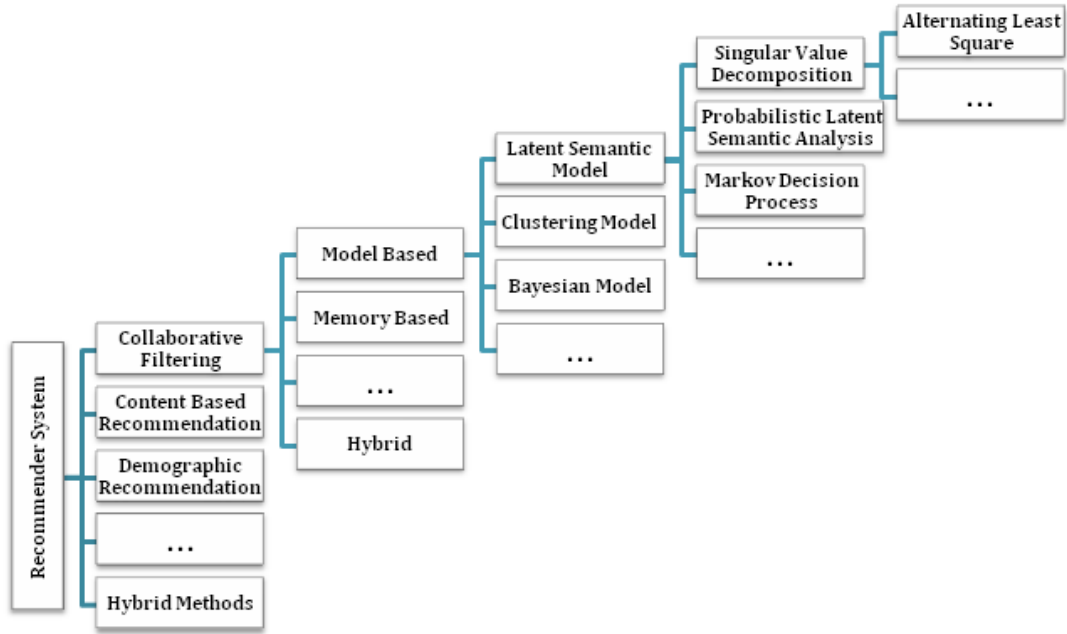 Recommender System
Collaborative
Filtering
Content Based
Recommendation
Demographic
Recommendation
...
Hybrid Methods
Model Based
Memory Based
...
Hybrid
Latent Semantic
Model
Clustering Model
Bayesian Model
...
Singular Value
Decomposition
Probabilistic Latent
Semantic Analysis
Markov Decision
Process
...
Alternating Least
Square
...